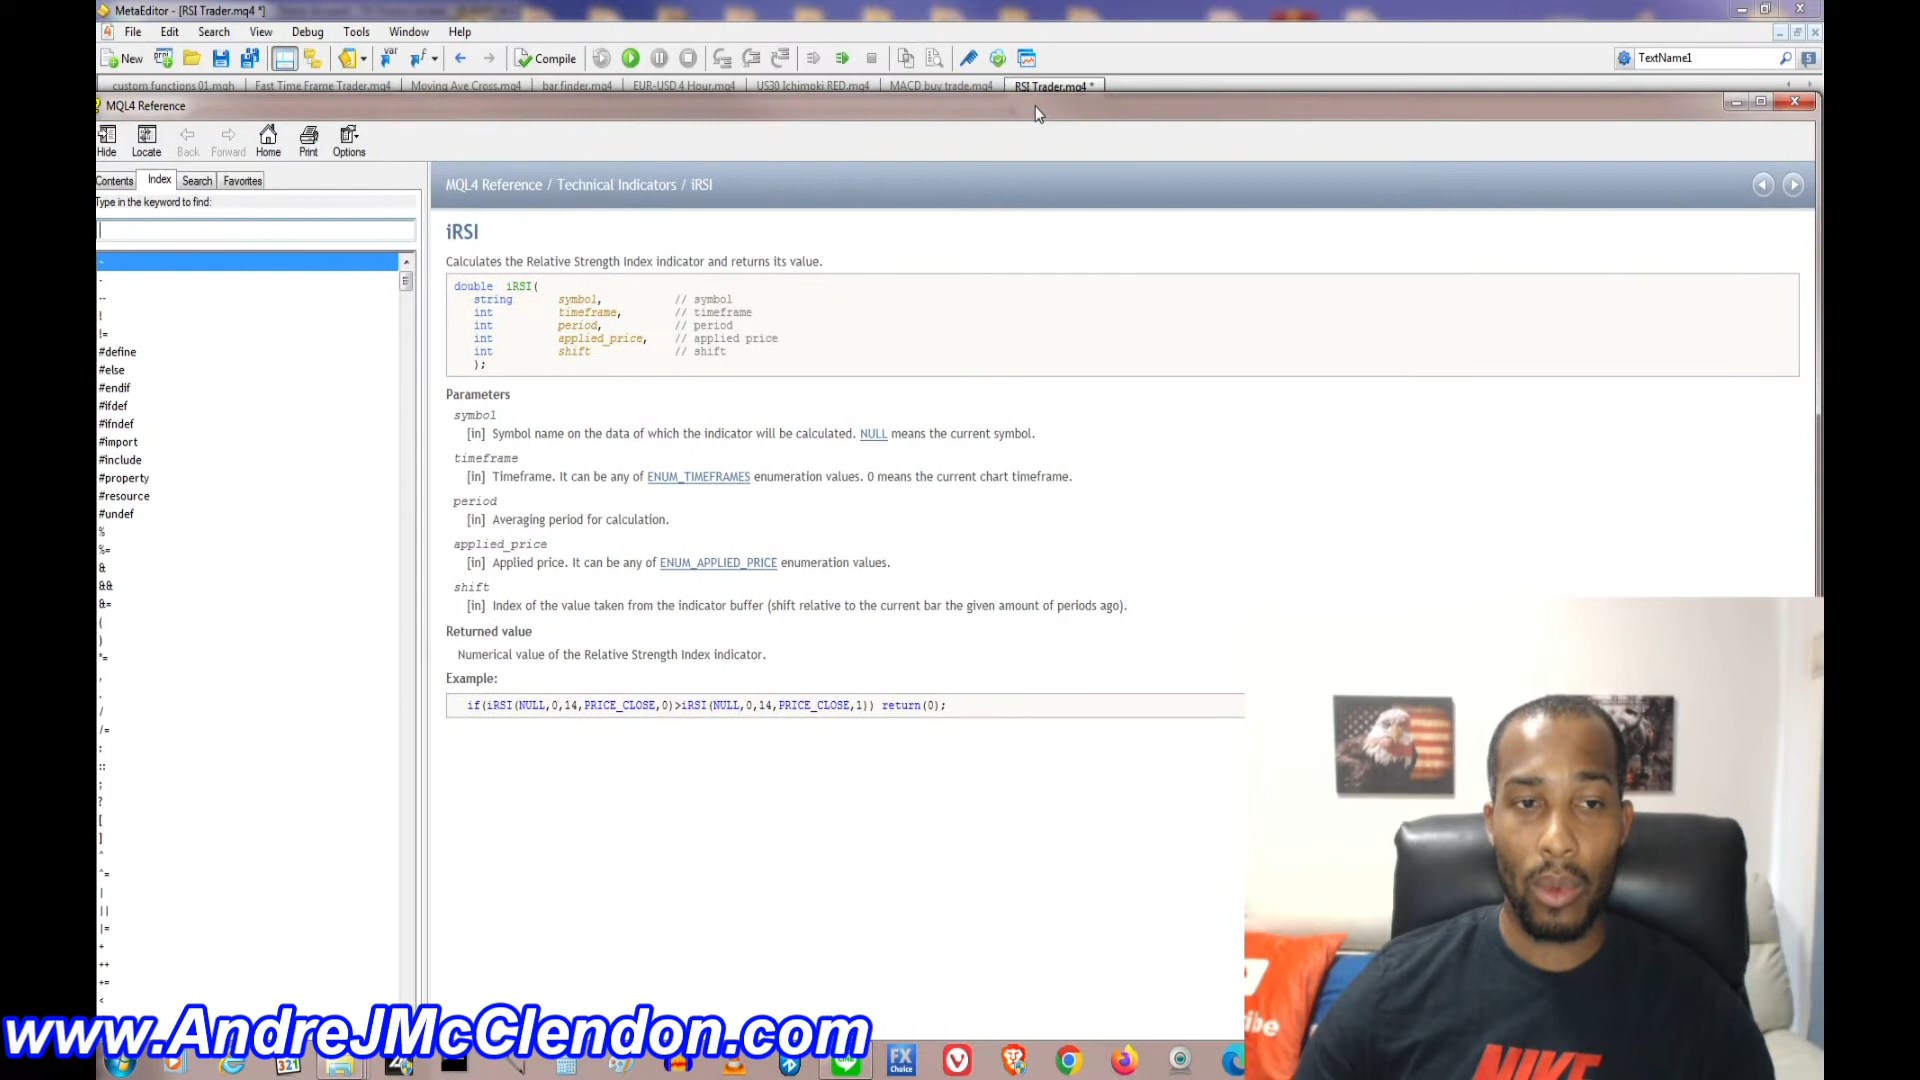 MetaEditor - [RSI Trader.mq4 *]
File Edit Search View Debug Tools Window Help
New var Compile TextName1 5
custom functions 01.mqh Fast Time Frame Trader.mq4 Moving Ave Cross.mq4 bar finder.mq4 EUR-USD 4 Hour.mq4 US30 Ichimoki RED.mq4 MACD buy trade.mq4 RSI Trader.mq4 *
MQL4 Reference
Hide Locate Back Forward Home Print Options
Contents Index Search Favorites
Type in the keyword to find:
-
--
!
!=
#define
#else
#endif
#ifdef
#ifndef
#import
#include
#property
#resource
#undef
%
%=
&
&&
&=
(
)
*=
,
.
/
/=
:
::
;
?
[
]
^
^=
|
||
|=
+
++
+=
<
MQL4 Reference / Technical Indicators / iRSI
iRSI
Calculates the Relative Strength Index indicator and returns its value.
double iRSI(
string symbol, // symbol
int timeframe, // timeframe
int period, // period
int applied_price, // applied price
int shift // shift
);
Parameters
symbol
[in] Symbol name on the data of which the indicator will be calculated. NULL means the current symbol.
timeframe
[in] Timeframe. It can be any of ENUM_TIMEFRAMES enumeration values. 0 means the current chart timeframe.
period
[in] Averaging period for calculation.
applied_price
[in] Applied price. It can be any of ENUM_APPLIED_PRICE enumeration values.
shift
[in] Index of the value taken from the indicator buffer (shift relative to the current bar the given amount of periods ago).
Returned value
Numerical value of the Relative Strength Index indicator.
Example:
if(iRSI(NULL,0,14,PRICE_CLOSE,0)>iRSI(NULL,0,14,PRICE_CLOSE,1)) return(0);
ibe
NIKE
www.AndreJMcClendon.com
321
LINE
FX
Choice